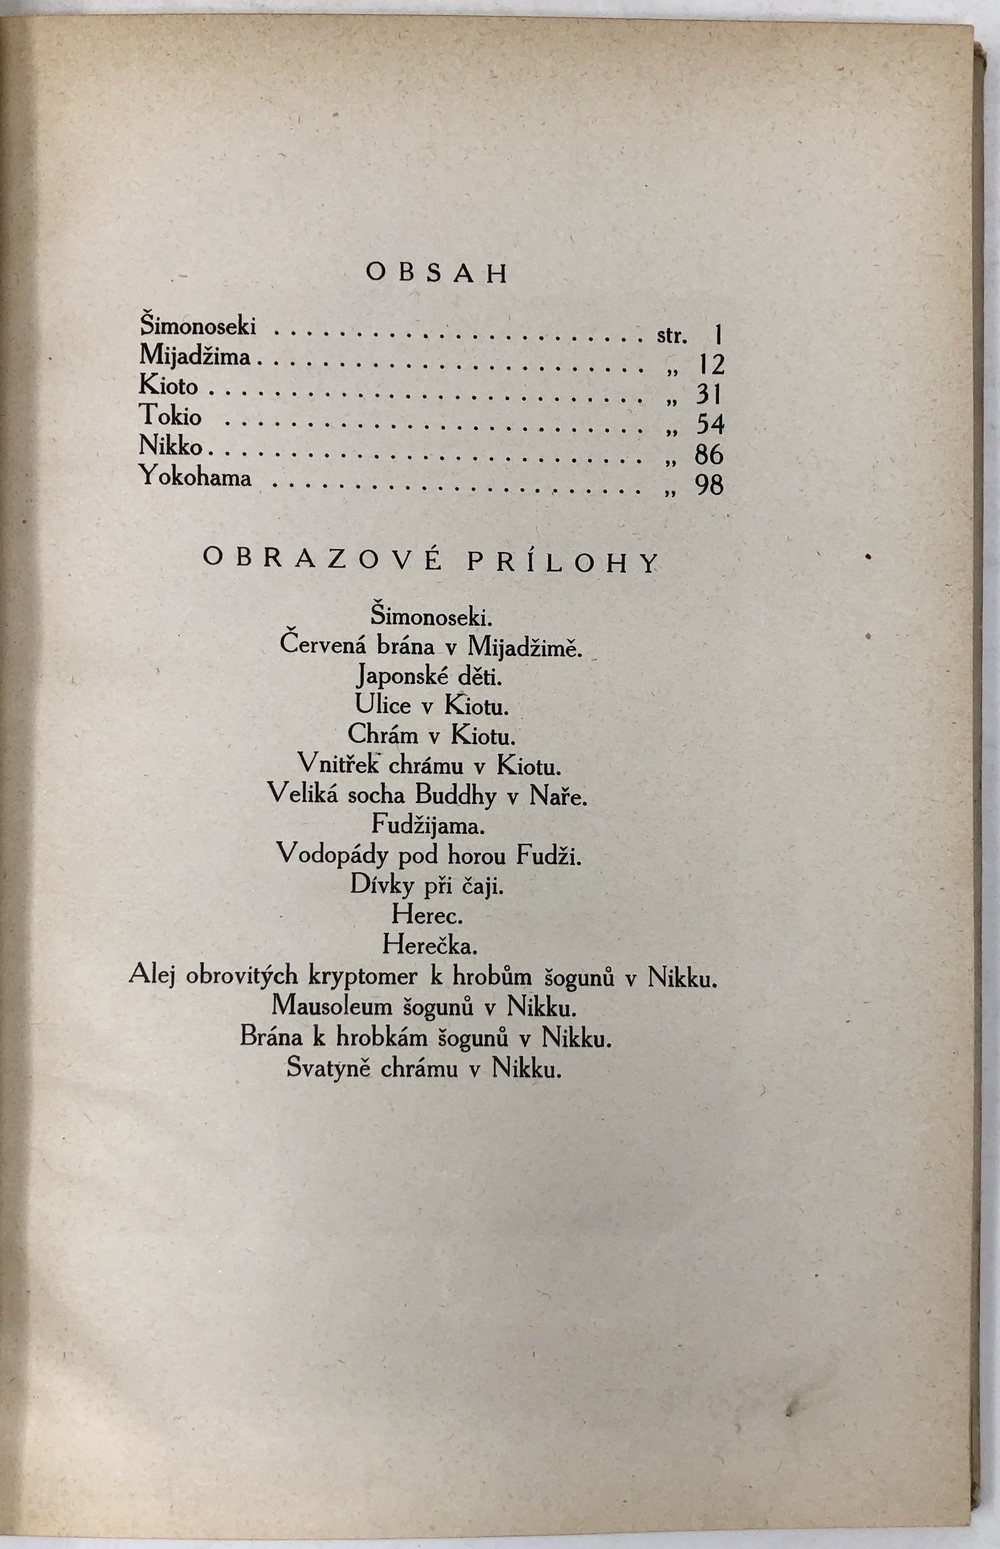 OBSAH
Šimonoseki . . . . . . . . . . . . . . . . . . . . . . . str. 1
Mijadžima . . . . . . . . . . . . . . . . . . . . . . . . „ 12
Kioto . . . . . . . . . . . . . . . . . . . . . . . . . . . „ 31
Tokio . . . . . . . . . . . . . . . . . . . . . . . . . . „ 54
Nikko . . . . . . . . . . . . . . . . . . . . . . . . . . . „ 86
Yokohama . . . . . . . . . . . . . . . . . . . . . . . „ 98
OBRAZOVÉ PRÍLOHY
Šimonoseki.
Červená brána v Mijadžimě.
Japonské děti.
Ulice v Kiotu.
Chrám v Kiotu.
Vnitřek chrámu v Kiotu.
Veliká socha Buddhy v Naře.
Fudžijama.
Vodopády pod horou Fudži.
Dívky při čaji.
Herec.
Herečka.
Alej obrovitých kryptomer k hrobům šogunů v Nikku.
Mausoleum šogunů v Nikku.
Brána k hrobkám šogunů v Nikku.
Svatyně chrámu v Nikku.